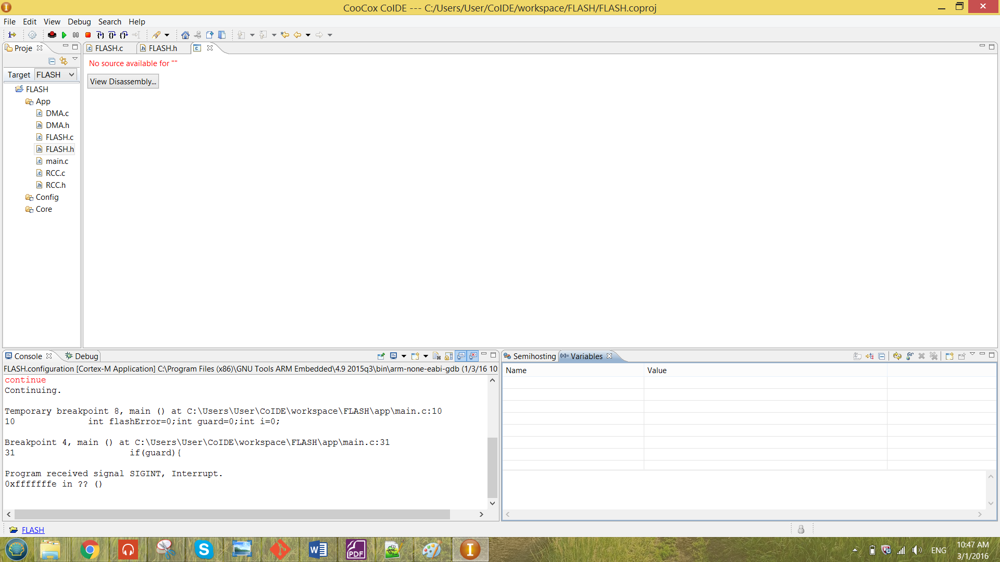 CooCox CoIDE --- C:/Users/User/CoIDE/workspace/FLASH/FLASH.coproj
File Edit View Debug Search Help
Proje
FLASH.c
FLASH.h
No source available for ""
View Disassembly...
Target FLASH
FLASH
App
DMA.c
DMA.h
FLASH.c
FLASH.h
main.c
RCC.c
RCC.h
Config
Core
Console Debug
FLASH.configuration [Cortex-M Application] C:\Program Files (x86)\GNU Tools ARM Embedded\4.9 2015q3\bin\arm-none-eabi-gdb (1/3/16 10
continue
Continuing.
Temporary breakpoint 8, main () at C:\Users\User\CoIDE\workspace\FLASH\app\main.c:10
10 int flashError=0;int guard=0;int i=0;
Breakpoint 4, main () at C:\Users\User\CoIDE\workspace\FLASH\app\main.c:31
31 if(guard){
Program received signal SIGINT, Interrupt.
0xfffffffe in ?? ()
Semihosting Variables
Name Value
FLASH
PDF
ENG
10:47 AM
3/1/2016